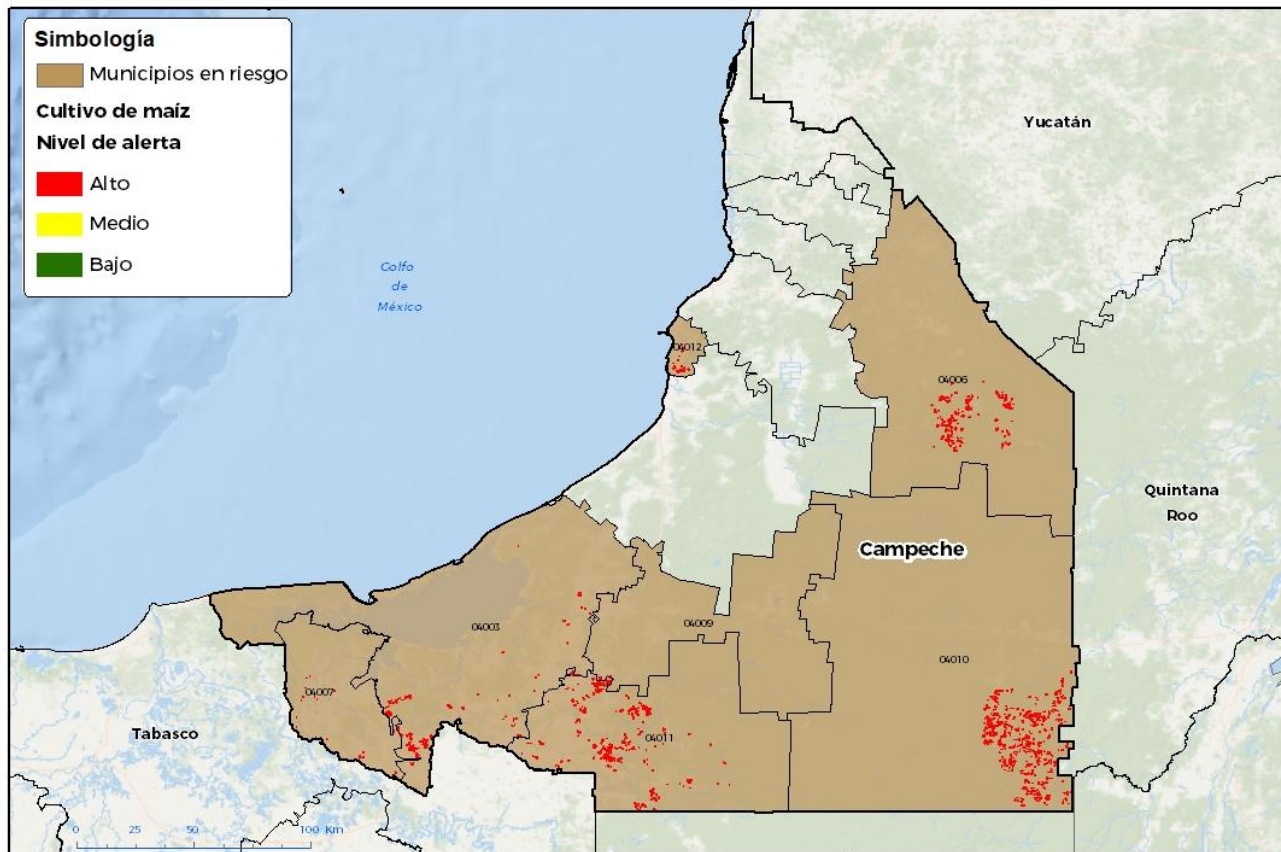 Simbología
Municipios en riesgo
Cultivo de maíz
Nivel de alerta
Alto
Medio
Bajo
Yucatán
Golfo
de
México
04012
04006
Quintana
Roo
Campeche
04003
04009
04010
04007
04011
Tabasco
0 25 50 100 Km